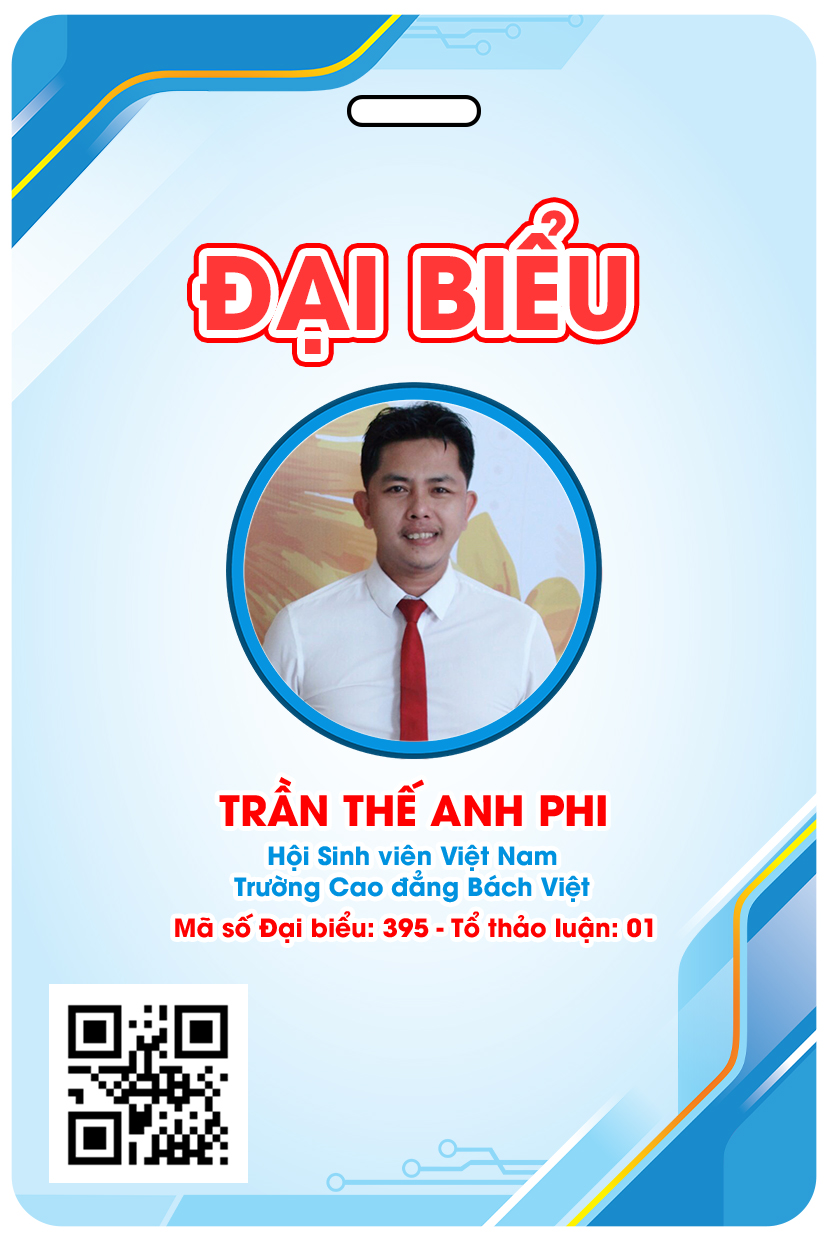 ĐẠI BIỂU
TRẦN THẾ ANH PHI
Hội Sinh viên Việt Nam
Trường Cao đẳng Bách Việt
Mã số Đại biểu: 395 - Tổ thảo luận: 01